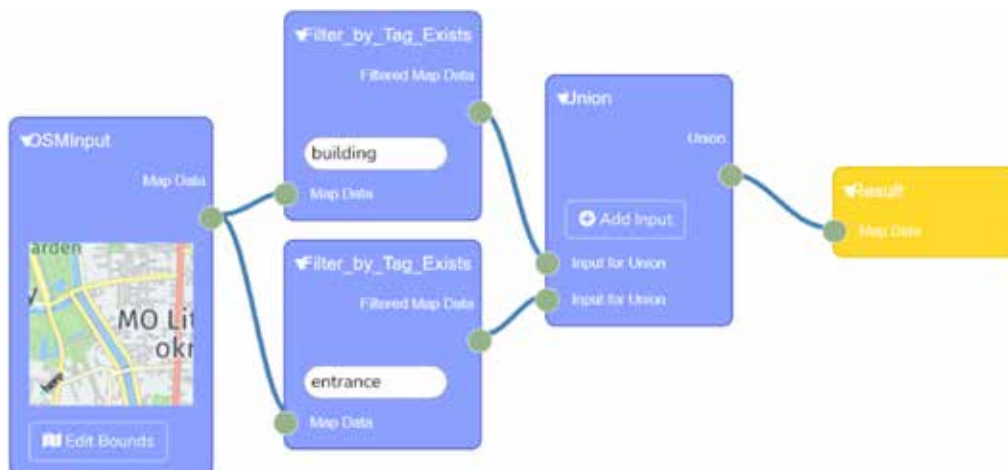 OSMInput
Map Data
arden
y
MO Lit
okr
here
Edit Bounds
Filter_by_Tag_Exists
Filtered Map Data
building
Map Data
Filter_by_Tag_Exists
Filtered Map Data
entrance
Map Data
Union
Union
Add Input
Input for Union
Input for Union
Result
Map Data